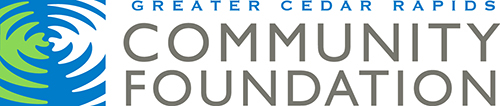 GREATER CEDAR RAPIDS
COMMUNITY
FOUNDATION